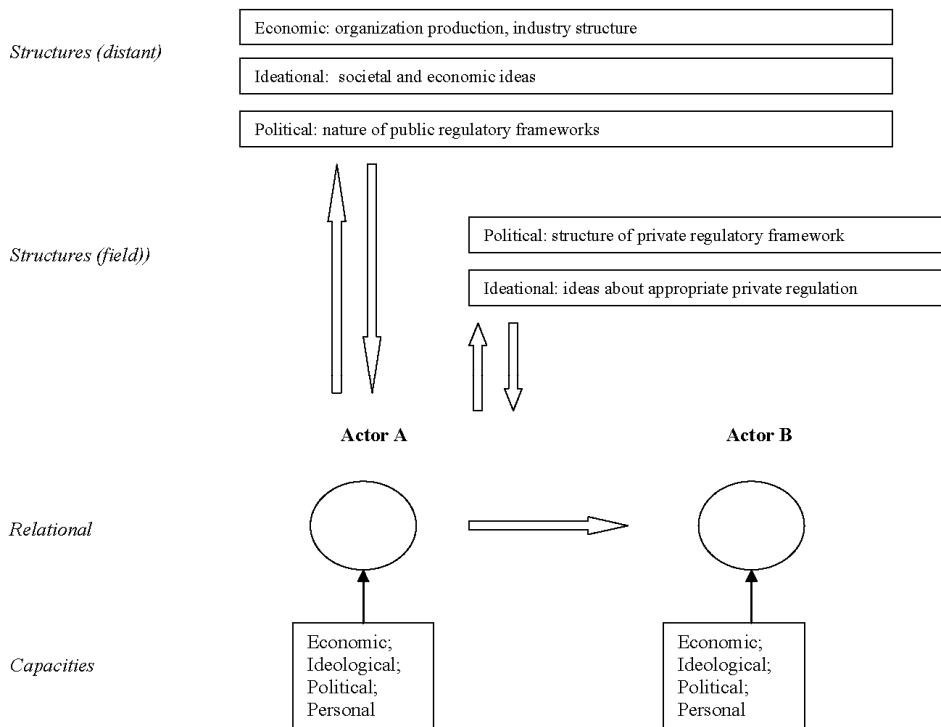 Economic: organization production, industry structure
Structures (distant)
Ideational:  societal and economic ideas
Political: nature of public regulatory frameworks
Political: structure of private regulatory framework
Structures (field))
Ideational: ideas about appropriate private regulation
Actor A
Actor B
Relational
Capacities
Economic;
Ideological;
Political;
Personal
Economic;
Ideological;
Political;
Personal